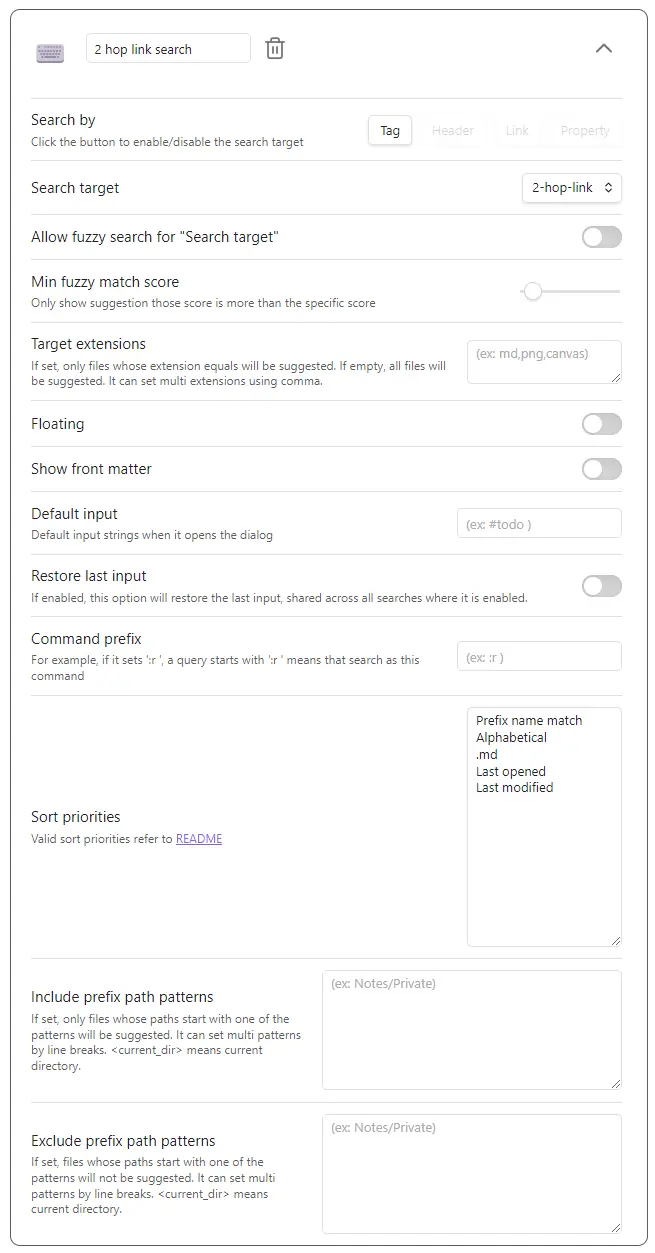 2 hop link search
Search by
Click the button to enable/disable the search target
Tag
Header
Link
Property
Search target
2-hop-link
Allow fuzzy search for "Search target"
Min fuzzy match score
Only show suggestion those score is more than the specific score
Target extensions
If set, only files whose extension equals will be suggested. If empty, all files will
be suggested. It can set multi extensions using comma.
(ex: md,png,canvas)
Floating
Show front matter
Default input
Default input strings when it opens the dialog
(ex: #todo )
Restore last input
If enabled, this option will restore the last input, shared across all searches where it is enabled.
Command prefix
For example, if it sets ':r ', a query starts with ':r ' means that search as this
command
(ex: :r )
Sort priorities
Valid sort priorities refer to README
Prefix name match
Alphabetical
.md
Last opened
Last modified
Include prefix path patterns
If set, only files whose paths start with one of the
patterns will be suggested. It can set multi patterns
by line breaks. <current_dir> means current
directory.
(ex: Notes/Private)
Exclude prefix path patterns
If set, files whose paths start with one of the
patterns will not be suggested. It can set multi
patterns by line breaks. <current_dir> means
current directory.
(ex: Notes/Private)